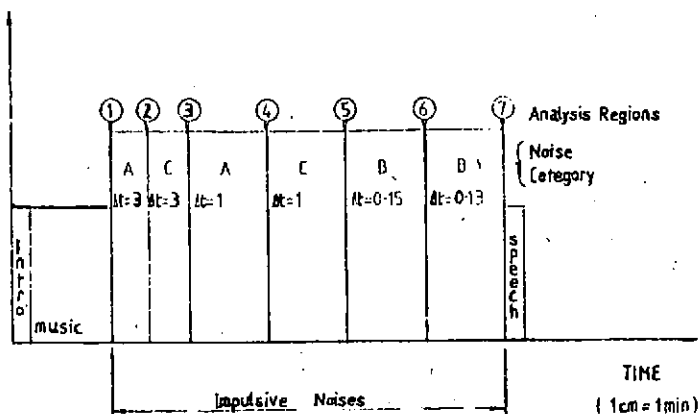 ① ② ③ ④ ⑤ ⑥ ⑦ Analysis Regions
A C A C B B
{ Noise
Category
Δt=3 Δt=3 Δt=1 Δt=1 Δt=0·15 Δt=0·13
Intro
music
speech
Impulsive Noises
TIME
( 1cm = 1min )